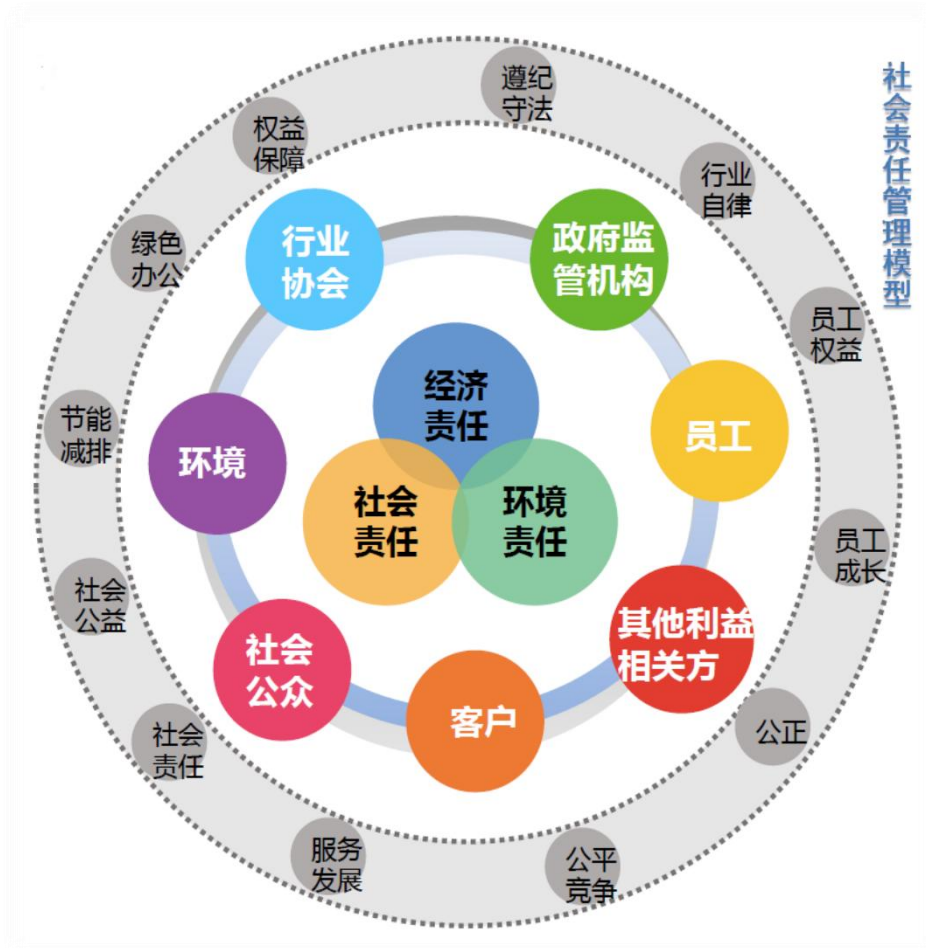 社会责任管理模型
遵纪
守法
权益
保障
行业
自律
绿色
办公
行业
协会
政府监
管机构
员工
权益
经济
责任
节能
减排
环境
员工
社会
责任
环境
责任
员工
成长
社会
公益
社会
公众
其他利益
相关方
客户
社会
责任
公正
服务
发展
公平
竞争